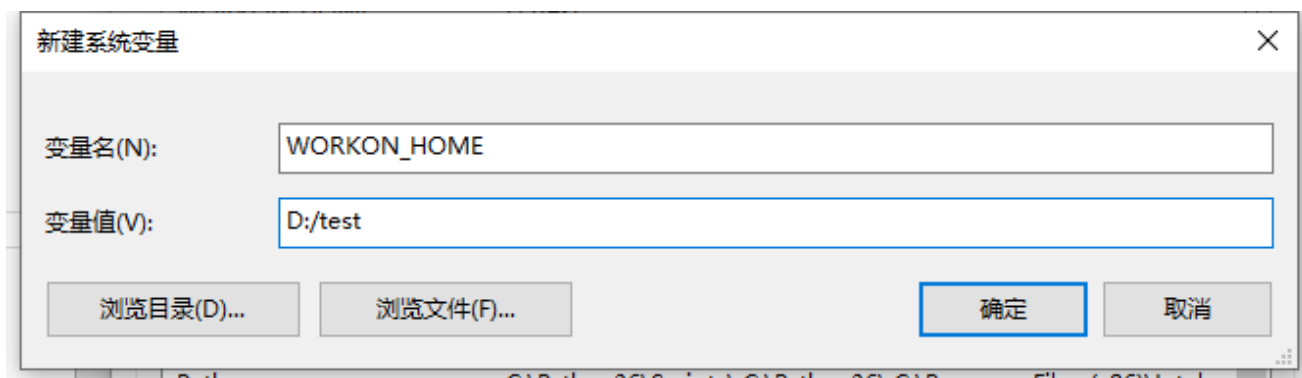 新建系统变量
变量名(N):
WORKON_HOME
变量值(V):
D:/test
浏览目录(D)...
浏览文件(F)...
确定
取消